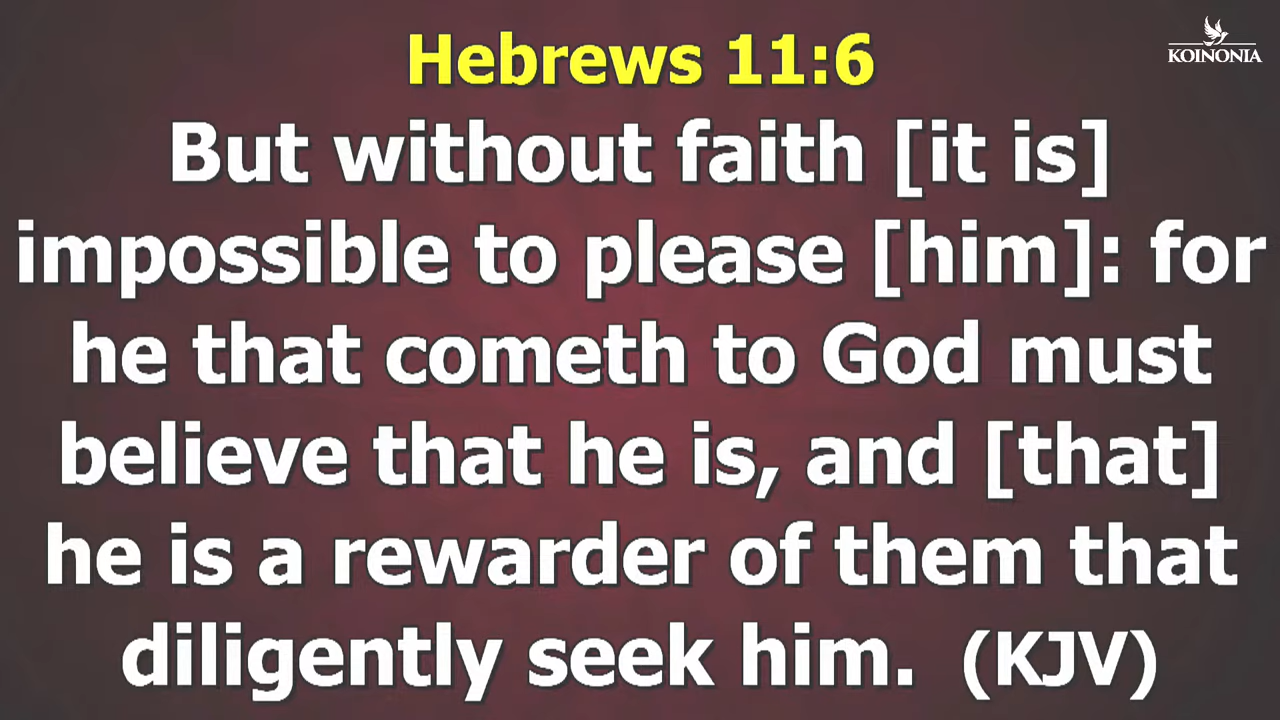 Hebrews 11:6
KOINONIA
But without faith [it is]
impossible to please [him]: for
he that cometh to God must
believe that he is, and [that]
he is a rewarder of them that
diligently seek him. (KJV)